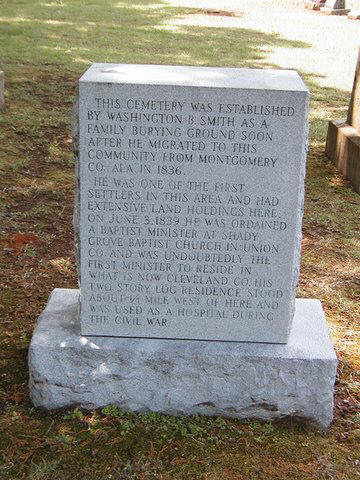 THIS CEMETERY WAS ESTABLISHED
BY WASHINGTON B. SMITH AS A
FAMILY BURYING GROUND SOON
AFTER HE MIGRATED TO THIS
COMMUNITY FROM MONTGOMERY
CO., ALA. IN 1836.
HE WAS ONE OF THE FIRST
SETTLERS IN THIS AREA AND HAD
EXTENSIVE LAND HOLDINGS HERE.
ON JUNE 3, 1839 HE WAS ORDAINED
A BAPTIST MINISTER AT SHADY
GROVE BAPTIST CHURCH IN UNION
CO. AND WAS UNDOUBTEDLY THE
FIRST MINISTER TO RESIDE IN
WHAT IS NOW CLEVELAND CO. HIS
TWO STORY LOG RESIDENCE STOOD
ABOUT MILE WEST OF HERE AND
WAS USED AS A HOSPITAL DURING
THE CIVIL WAR.